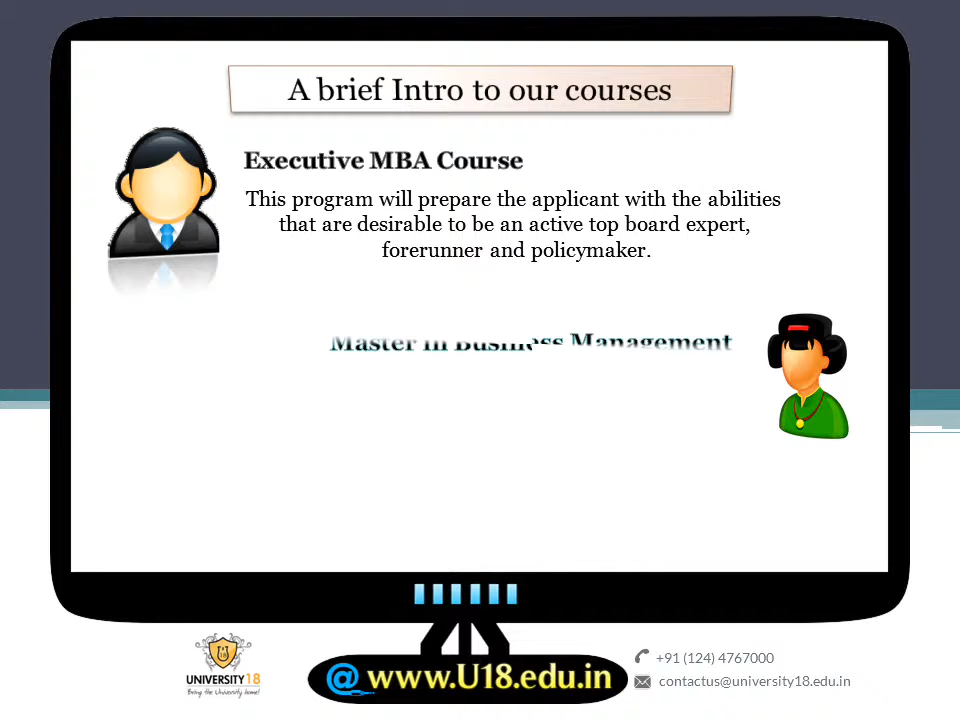 A brief Intro to our courses
Executive MBA Course
This program will prepare the applicant with the abilities
that are desirable to be an active top board expert,
forerunner and policymaker.
Master in Business Management
UNIVERSITY18
Bring the University home!
@ www.U18.edu.in
+91 (124) 4767000
contactus@university18.edu.in